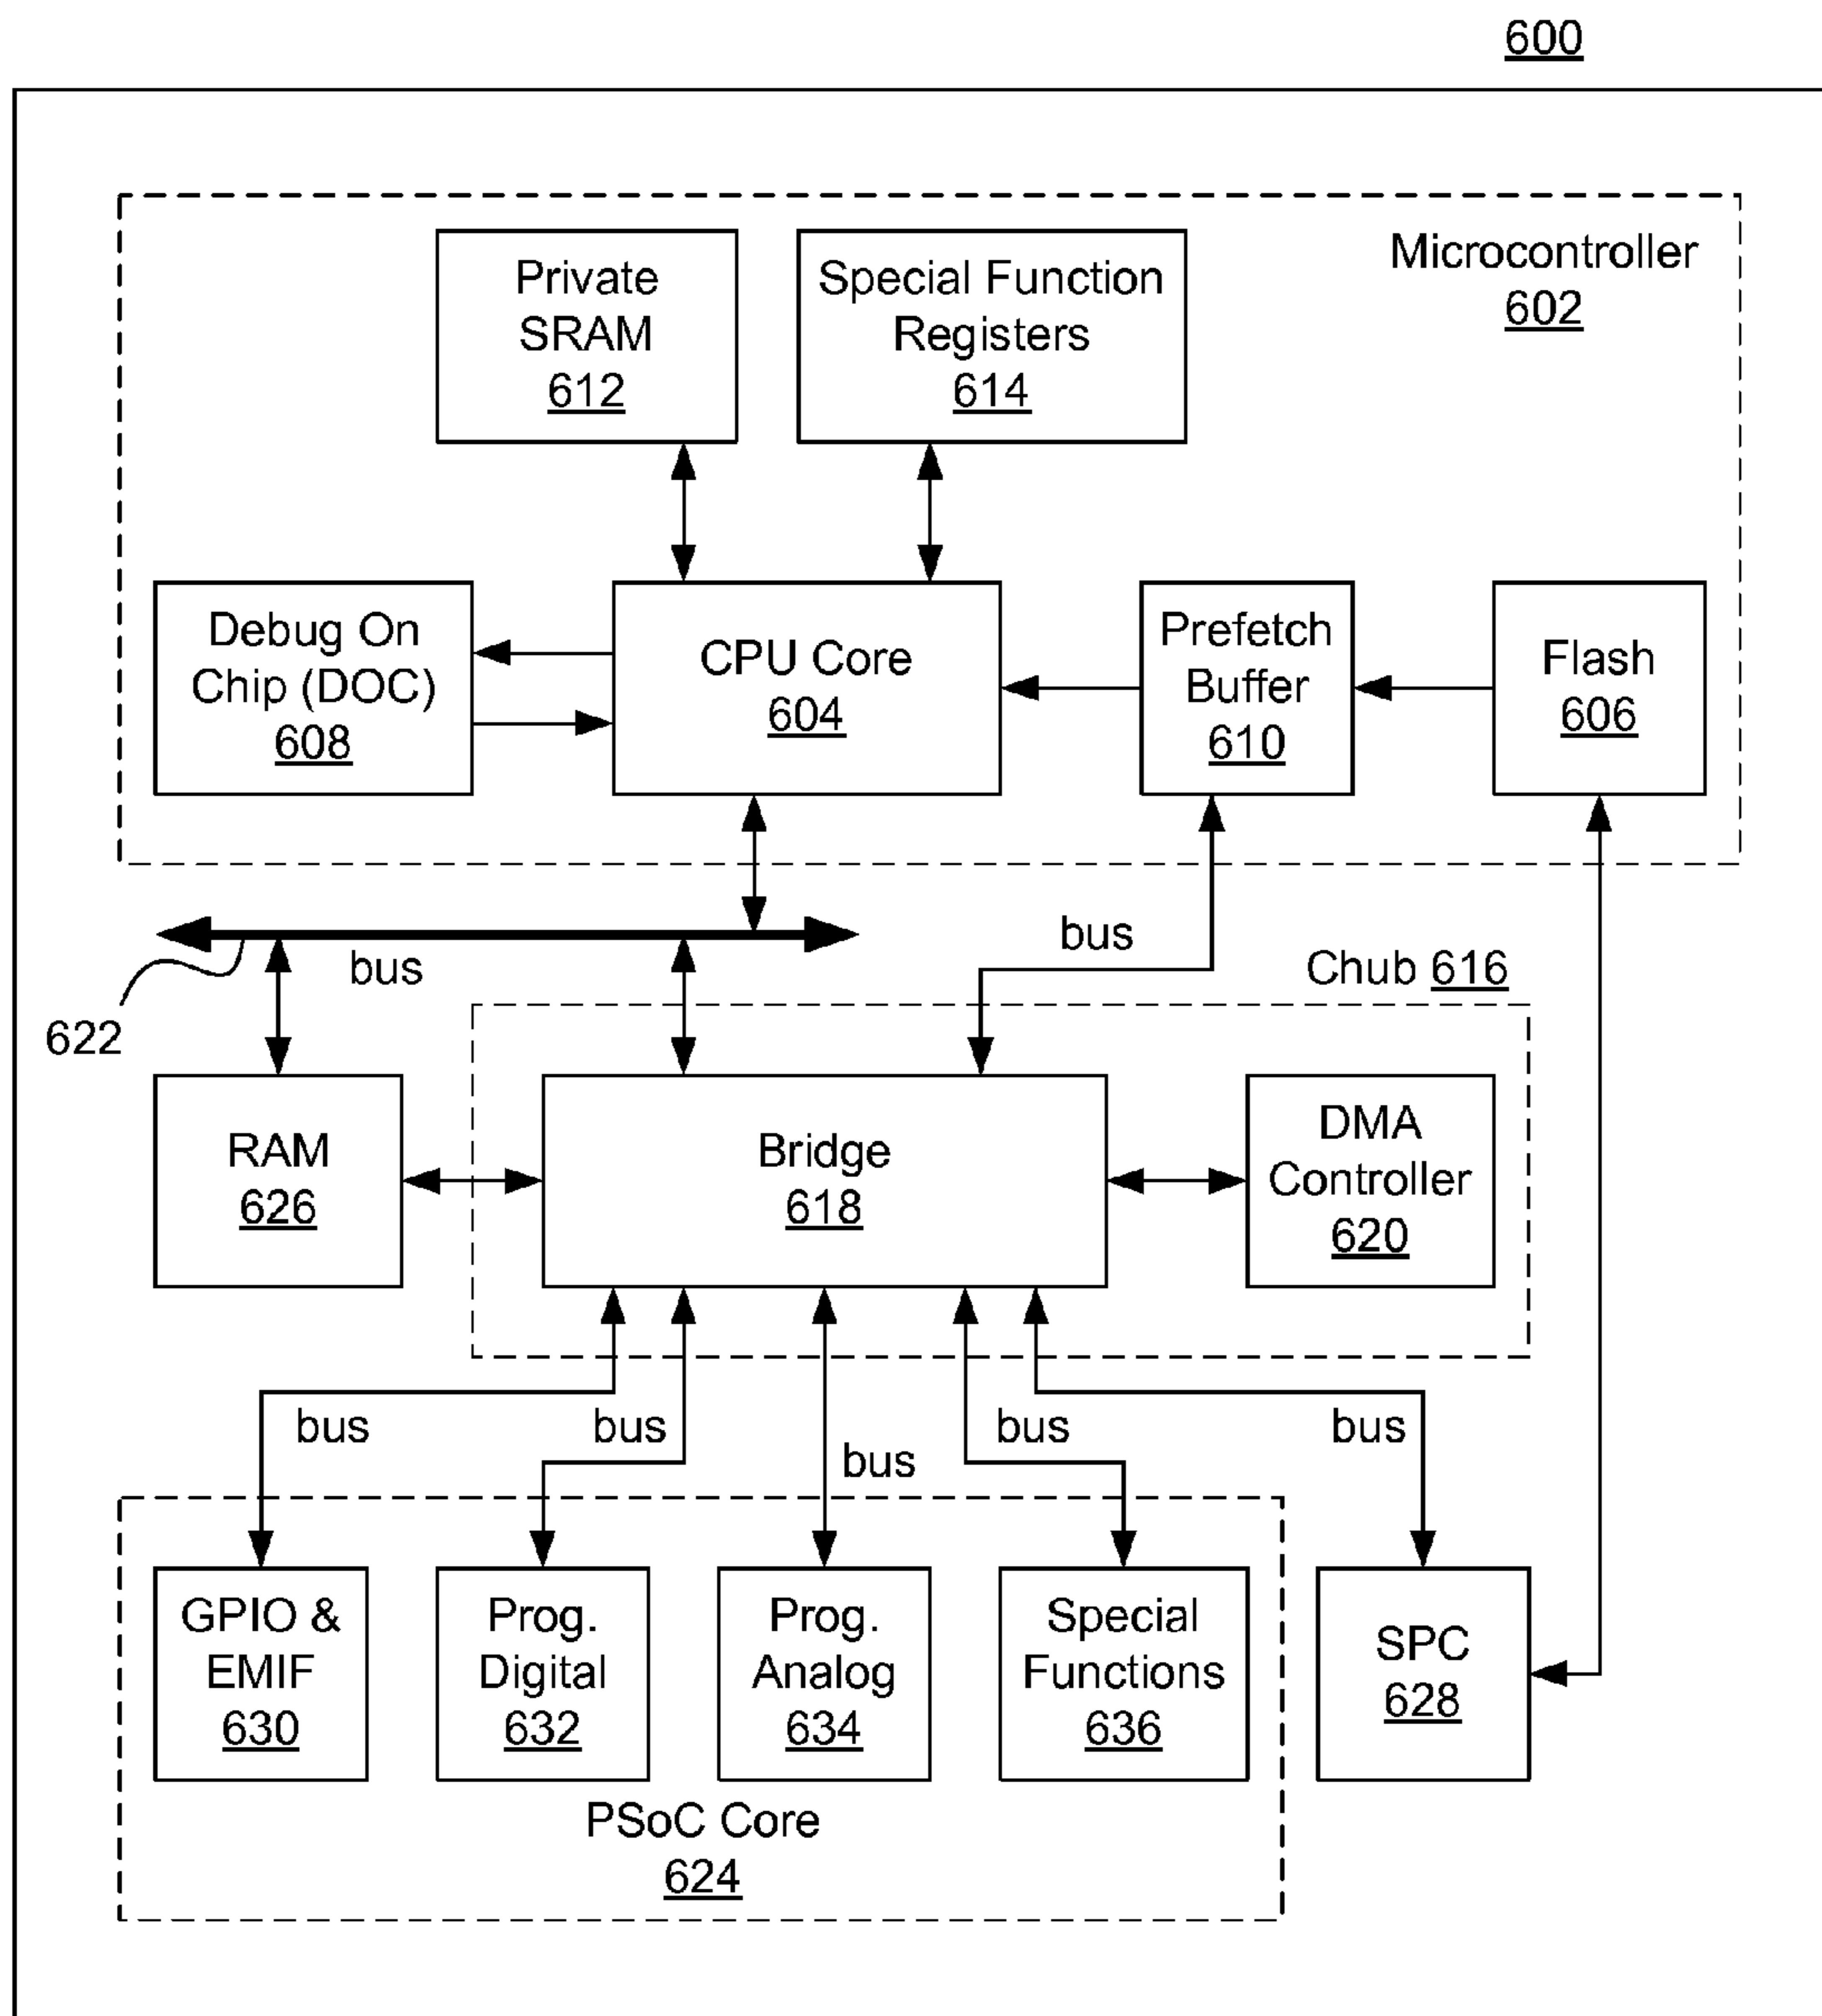 600
Microcontroller
602
Private
SRAM
612
Special Function
Registers
614
Debug On
Chip (DOC)
608
CPU Core
604
Prefetch
Buffer
610
Flash
606
bus
622
bus
Chub 616
RAM
626
Bridge
618
DMA
Controller
620
bus
bus
bus
bus
bus
GPIO &
EMIF
630
Prog.
Digital
632
Prog.
Analog
634
Special
Functions
636
SPC
628
PSoC Core
624